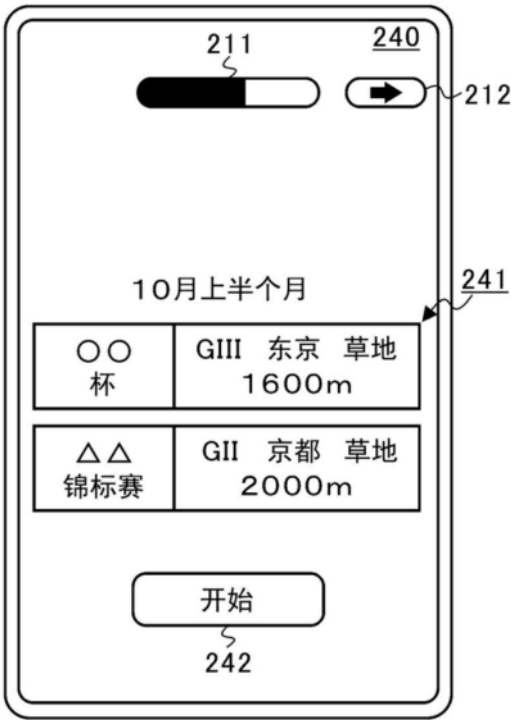 211
240
212
10月上半个月
241
○○
杯
GIII 东京 草地
1600m
△△
锦标赛
GII 京都 草地
2000m
开始
242